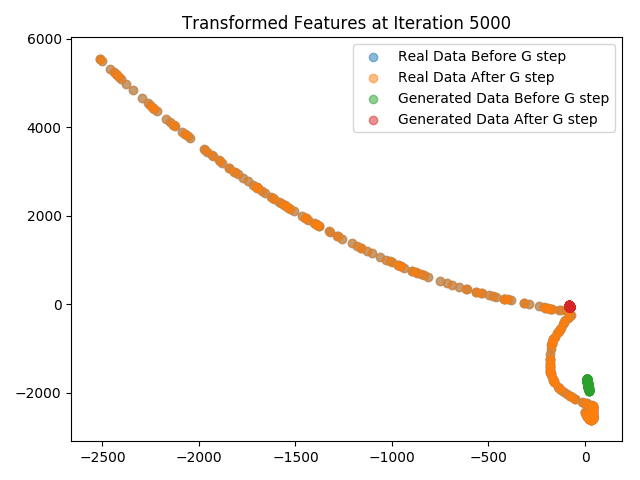 Transformed Features at Iteration 5000
Real Data Before G step
Real Data After G step
Generated Data Before G step
Generated Data After G step
6000
4000
2000
0
−2000
−2500
−2000
−1500
−1000
−500
0